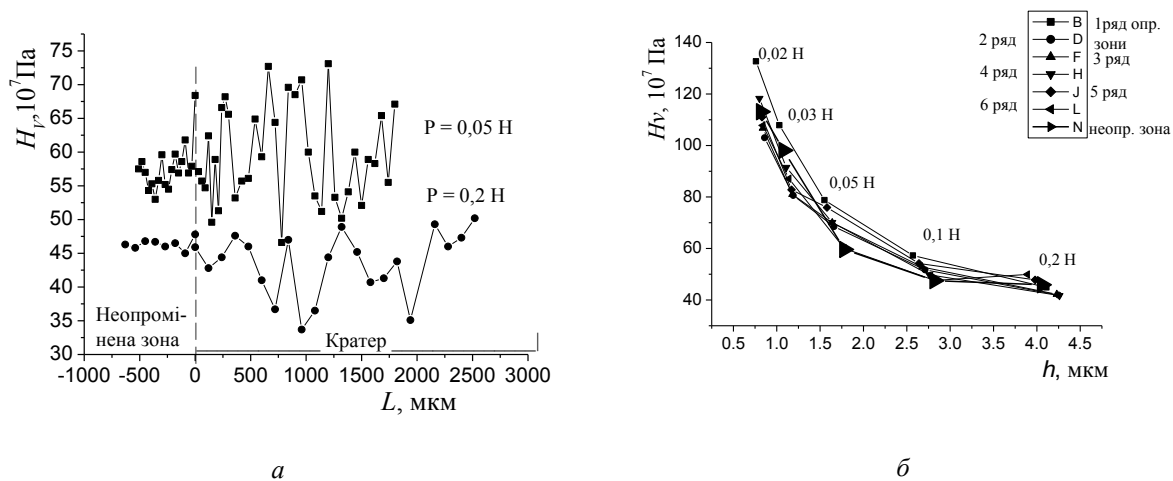 H_V, 10^7 Па
75
70
65
60
55
50
45
40
35
30
P = 0,05 Н
P = 0,2 Н
Неопромі-
нена зона
Кратер
-1000 -500 0 500 1000 1500 2000 2500 3000
L, мкм
а
Hv, 10^7 Па
140
120
100
80
60
40
0,02 Н
0,03 Н
0,05 Н
0,1 Н
0,2 Н
B 1ряд опр.
2 ряд D зони
F 3 ряд
4 ряд H
J 5 ряд
6 ряд L
N неопр. зона
0.5 1.0 1.5 2.0 2.5 3.0 3.5 4.0 4.5
h, мкм
б